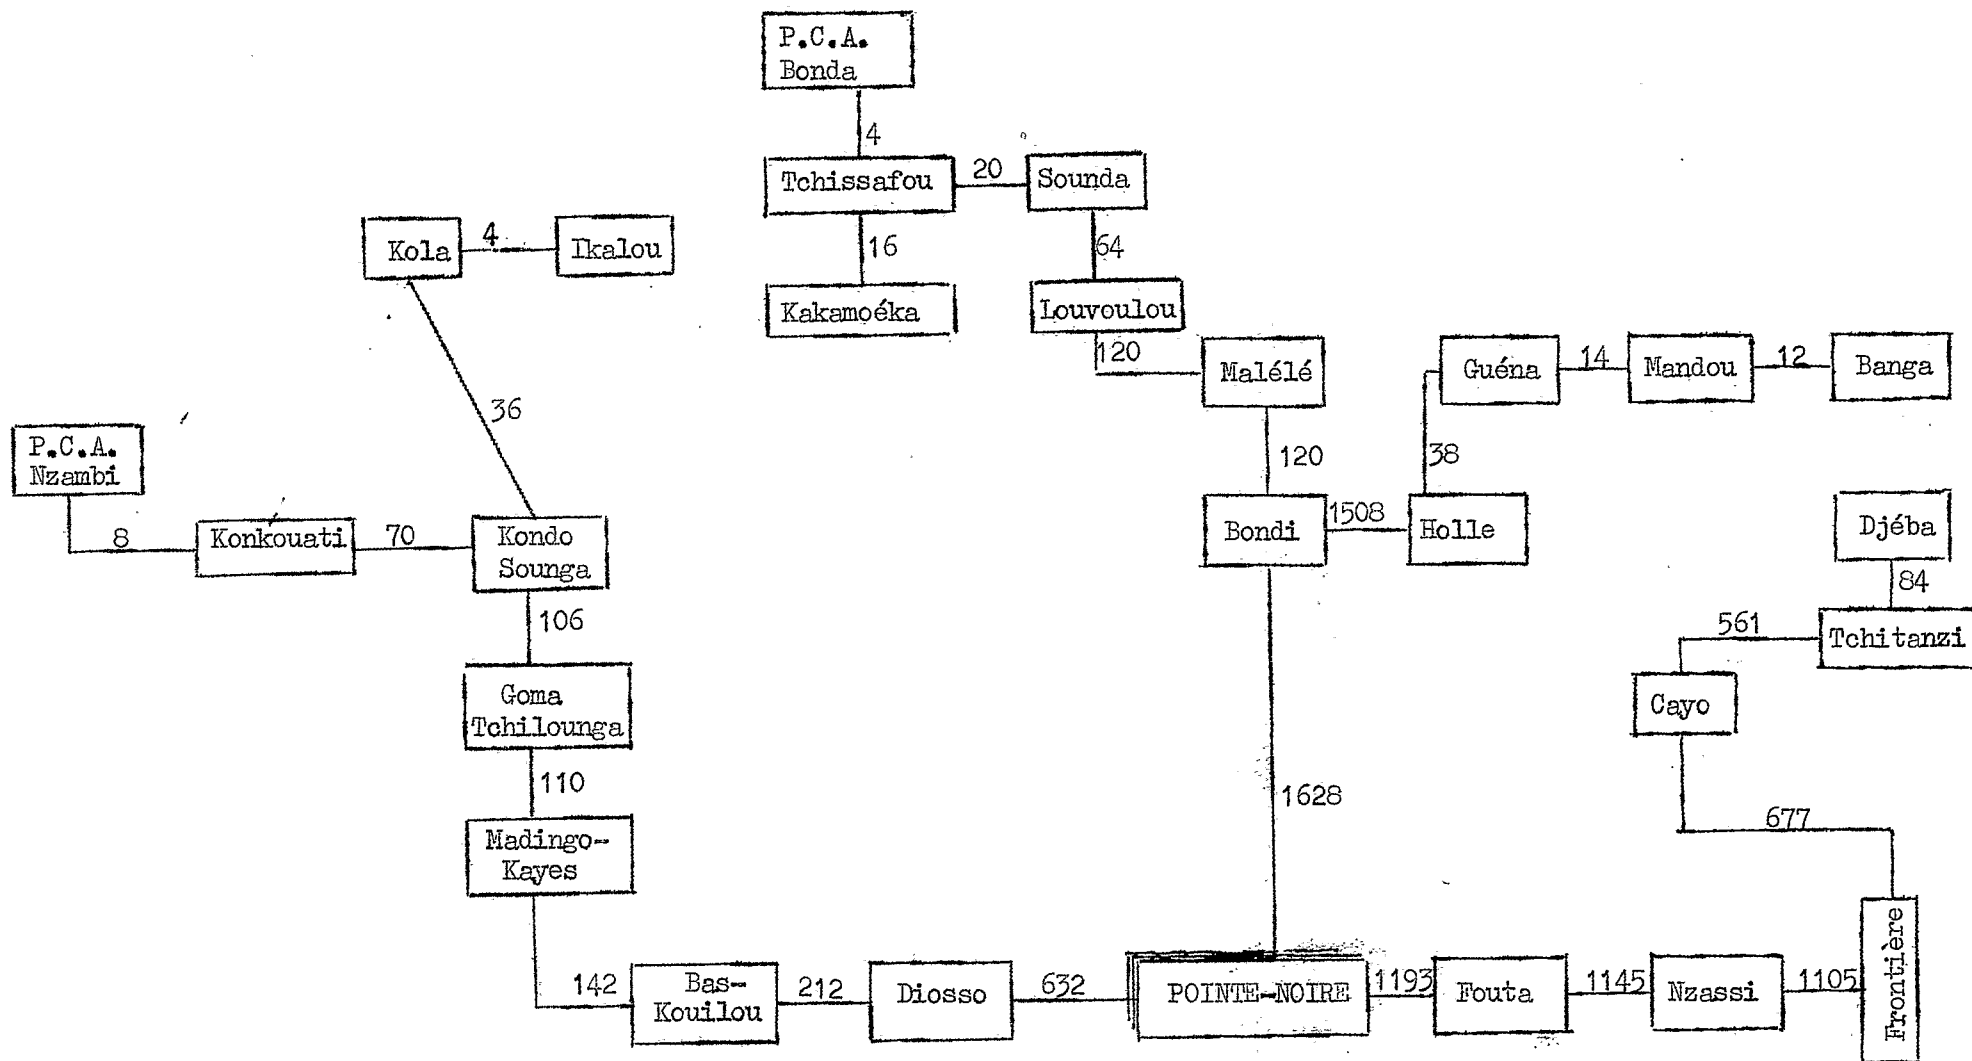 P.C.A.
Bonda
4
Tchissafou
20
Sounda
Kola
4
Ikalou
16
64
Kakamoéka
Louvoulou
120
Malélé
Guéna
14
Mandou
12
Banga
36
P.C.A.
Nzambi
120
38
8
Konkouati
70
Kondo
Sounga
Bondi
1508
Holle
Djéba
84
106
561
Tchitanzi
Goma
Tchilounga
Cayo
110
1628
677
Madingo-
Kayes
142
Bas-
Kouilou
212
Diosso
632
POINTE-NOIRE
1193
Fouta
1145
Nzassi
1105
Frontière